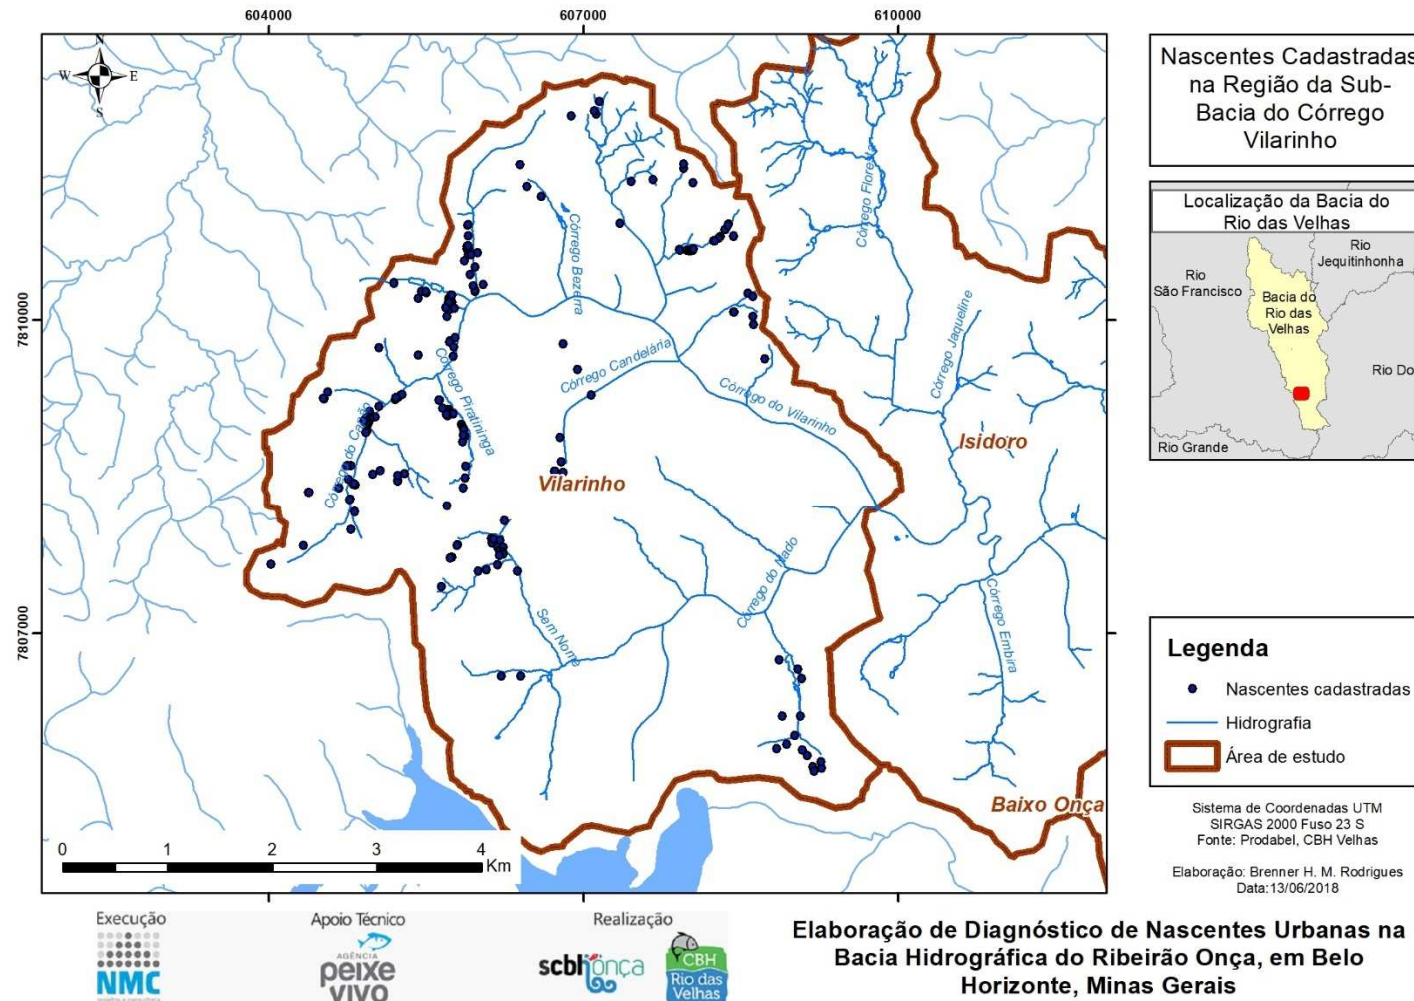 604000
607000
610000
N
W
E
S
7810000
7807000
Córrego Floresta
Córrego Bezerra
Córrego Jaqueline
Córrego Candelária
Córrego Piratininga
Córrego do Vilarinho
Isidoro
Vilarinho
Córrego do Nado
Córrego Embira
Sem Nome
Baixo Onça
0 1 2 3 4
Km
Nascentes Cadastradas
na Região da Sub-
Bacia do Córrego
Vilarinho
Localização da Bacia do
Rio das Velhas
Rio
Jequitinhonha
Rio
São Francisco
Bacia do
Rio das
Velhas
Rio Do
Rio Grande
Legenda
Nascentes cadastradas
Hidrografia
Área de estudo
Sistema de Coordenadas UTM
SIRGAS 2000 Fuso 23 S
Fonte: Prodabel, CBH Velhas
Elaboração: Brenner H. M. Rodrigues
Data:13/06/2018
Execução
NMC
Apoio Técnico
AGÊNCIA
peixe
vivo
Realização
scbh onça
CBH
Rio das
Velhas
Elaboração de Diagnóstico de Nascentes Urbanas na
Bacia Hidrográfica do Ribeirão Onça, em Belo
Horizonte, Minas Gerais